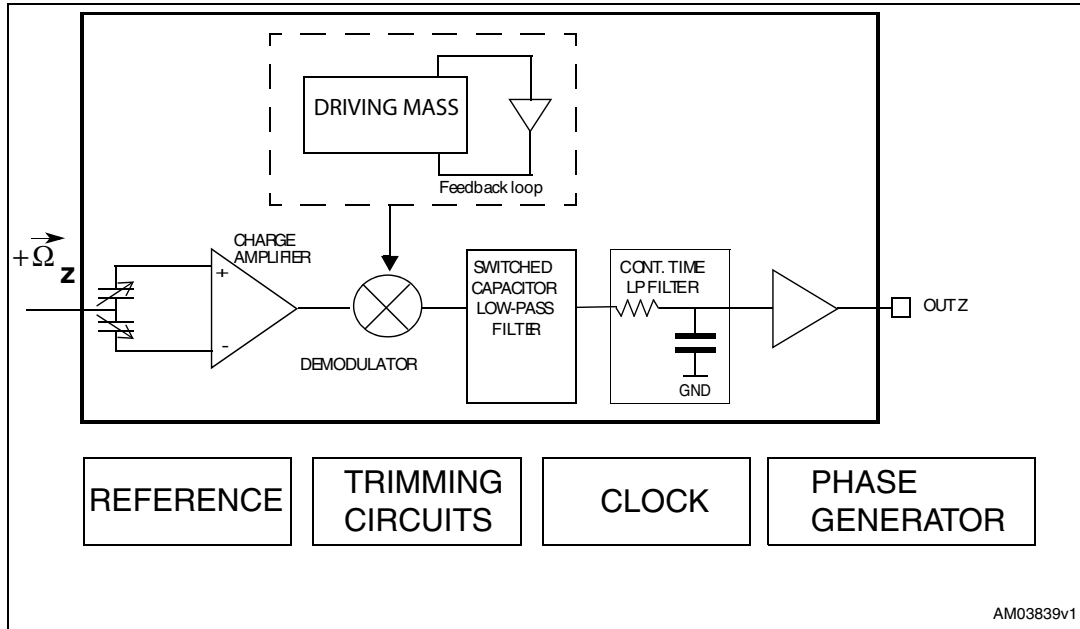 DRIVING MASS
Feedback loop
+Ω
z
CHARGE
AMPLIFIER
+
-
DEMODULATOR
SWITCHED
CAPACITOR
LOW-PASS
FILTER
CONT. TIME
LP FILTER
GND
OUTZ
REFERENCE
TRIMMING
CIRCUITS
CLOCK
PHASE
GENERATOR
AM03839v1